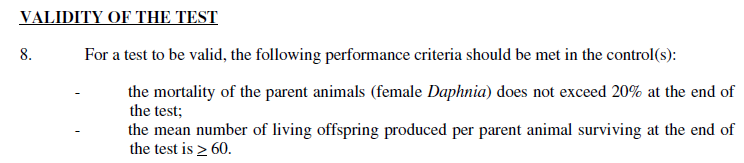 VALIDITY OF THE TEST
8. For a test to be valid, the following performance criteria should be met in the control(s):
- the mortality of the parent animals (female Daphnia) does not exceed 20% at the end of
the test;
- the mean number of living offspring produced per parent animal surviving at the end of
the test is ≥ 60.